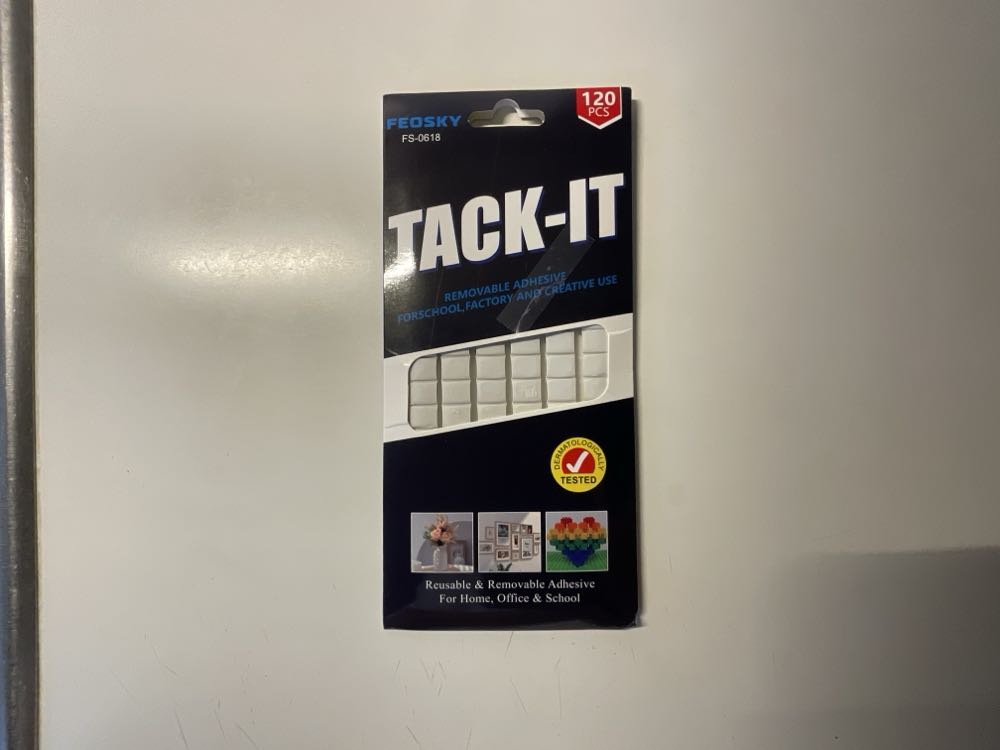 FEOSKY
FS-0618
120
PCS
TACK-IT
REMOVABLE ADHESIVE
FORSCHOOL,FACTORY AND CREATIVE USE
DERMATOLOGICALLY
TESTED
Reusable & Removable Adhesive
For Home, Office & School